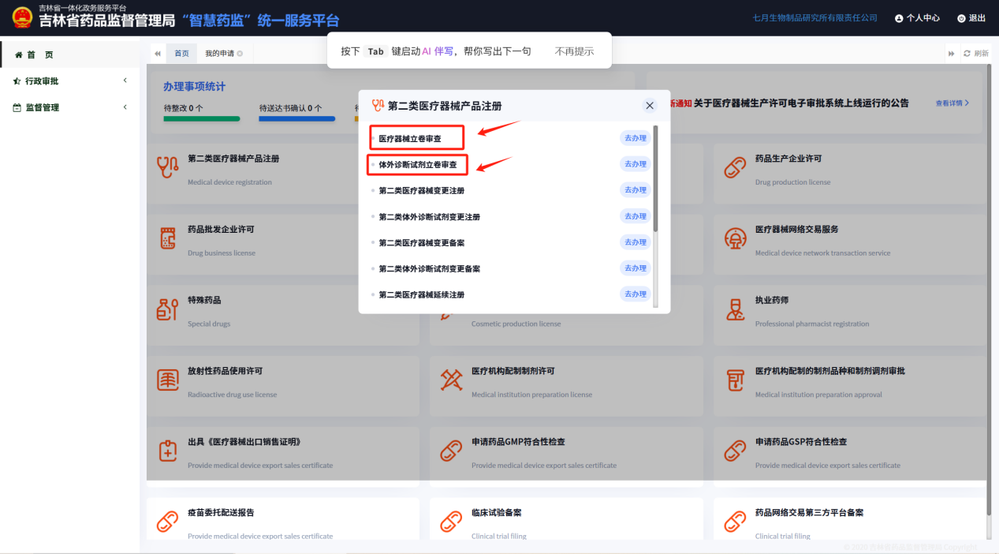 吉林省一体化政务服务平台
吉林省药品监督管理局 “智慧药监” 统一服务平台
七月生物制品研究所有限责任公司 个人中心 退出
首 页
行政审批
监督管理
首页 我的申请
刷新
按下 Tab 键启动AI 伴写，帮你写出下一句 不再提示
办理事项统计
待整改 0 个 待送达书确认 0 个
新通知 关于医疗器械生产许可电子审批系统上线运行的公告 查看详情
第二类医疗器械产品注册
医疗器械立卷审查 去办理
体外诊断试剂立卷审查 去办理
第二类医疗器械变更注册 去办理
第二类体外诊断试剂变更注册 去办理
第二类医疗器械变更备案 去办理
第二类体外诊断试剂变更备案 去办理
第二类医疗器械延续注册 去办理
第二类医疗器械产品注册
Medical device registration
药品生产企业许可
Drug production license
药品批发企业许可
Drug business license
医疗器械网络交易服务
Medical device network transaction service
特殊药品
Special drugs
Cosmetic production license
执业药师
Professional pharmacist registration
放射性药品使用许可
Radioactive drug use license
医疗机构配制制剂许可
Medical institution preparation license
医疗机构配制的制剂品种和制剂调剂审批
Medical institution preparation approval
出具《医疗器械出口销售证明》
Provide medical device export sales certificate
申请药品GMP符合性检查
Provide medical device export sales certificate
申请药品GSP符合性检查
Provide medical device export sales certificate
疫苗委托配送报告
Provide medical device export sales certificate
临床试验备案
Clinical trial filing
药品网络交易第三方平台备案
Clinical trial filing
© 2020 吉林省药品监督管理局 Copyright